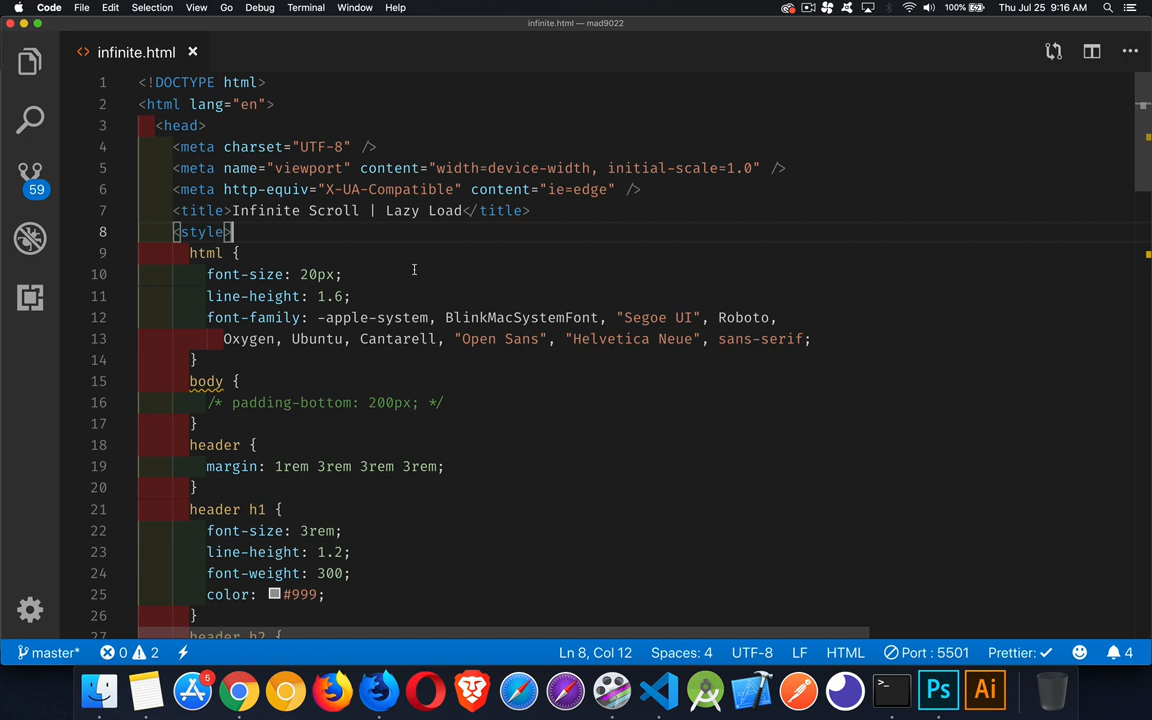 Code File Edit Selection View Go Debug Terminal Window Help 100% Thu Jul 25 9:16 AM
infinite.html — mad9022
<> infinite.html ×
1 <!DOCTYPE html>
2 <html lang="en">
3 <head>
4 <meta charset="UTF-8" />
5 <meta name="viewport" content="width=device-width, initial-scale=1.0" />
6 <meta http-equiv="X-UA-Compatible" content="ie=edge" />
7 <title>Infinite Scroll | Lazy Load</title>
8 <style>
9 html {
10 font-size: 20px;
11 line-height: 1.6;
12 font-family: -apple-system, BlinkMacSystemFont, "Segoe UI", Roboto,
13 Oxygen, Ubuntu, Cantarell, "Open Sans", "Helvetica Neue", sans-serif;
14 }
15 body {
16 /* padding-bottom: 200px; */
17 }
18 header {
19 margin: 1rem 3rem 3rem 3rem;
20 }
21 header h1 {
22 font-size: 3rem;
23 line-height: 1.2;
24 font-weight: 300;
25 color: #999;
26 }
27 header h2 {
59
master* 0 2 Ln 8, Col 12 Spaces: 4 UTF-8 LF HTML Port : 5501 Prettier: ✓ 4
5 >_ Ps Ai